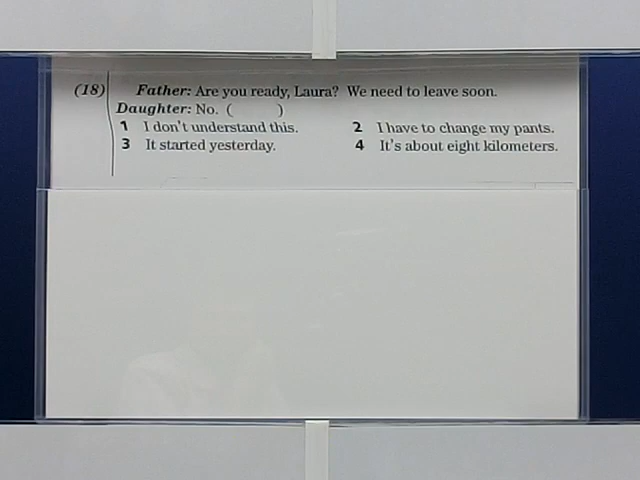 (18) Father: Are you ready, Laura? We need to leave soon.
Daughter: No. ( )
1 I don't understand this. 2 I have to change my pants.
3 It started yesterday. 4 It's about eight kilometers.